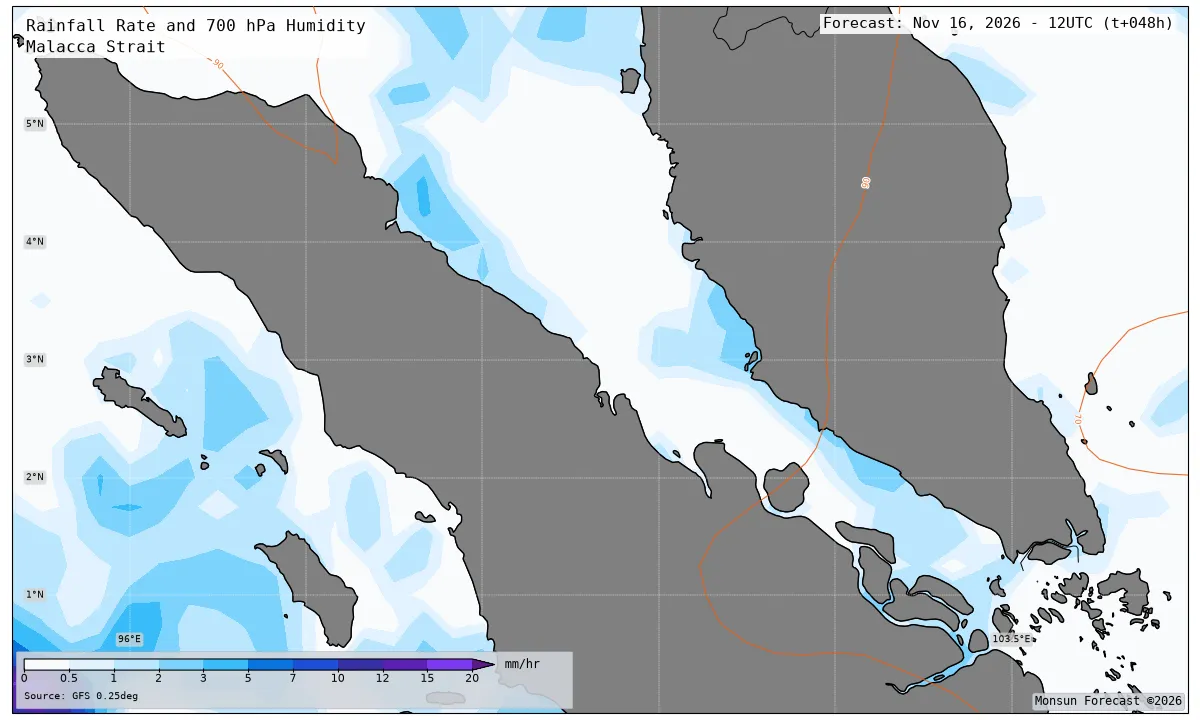 Rainfall Rate and 700 hPa Humidity
Malacca Strait
Forecast: Nov 16, 2026 - 12UTC (t+048h)
90
5°N
80
4°N
3°N
70
2°N
1°N
96°E
103.5°E
0 0.5 1 2 3 5 7 10 12 15 20 mm/hr
Source: GFS 0.25deg
Monsun Forecast ©2026